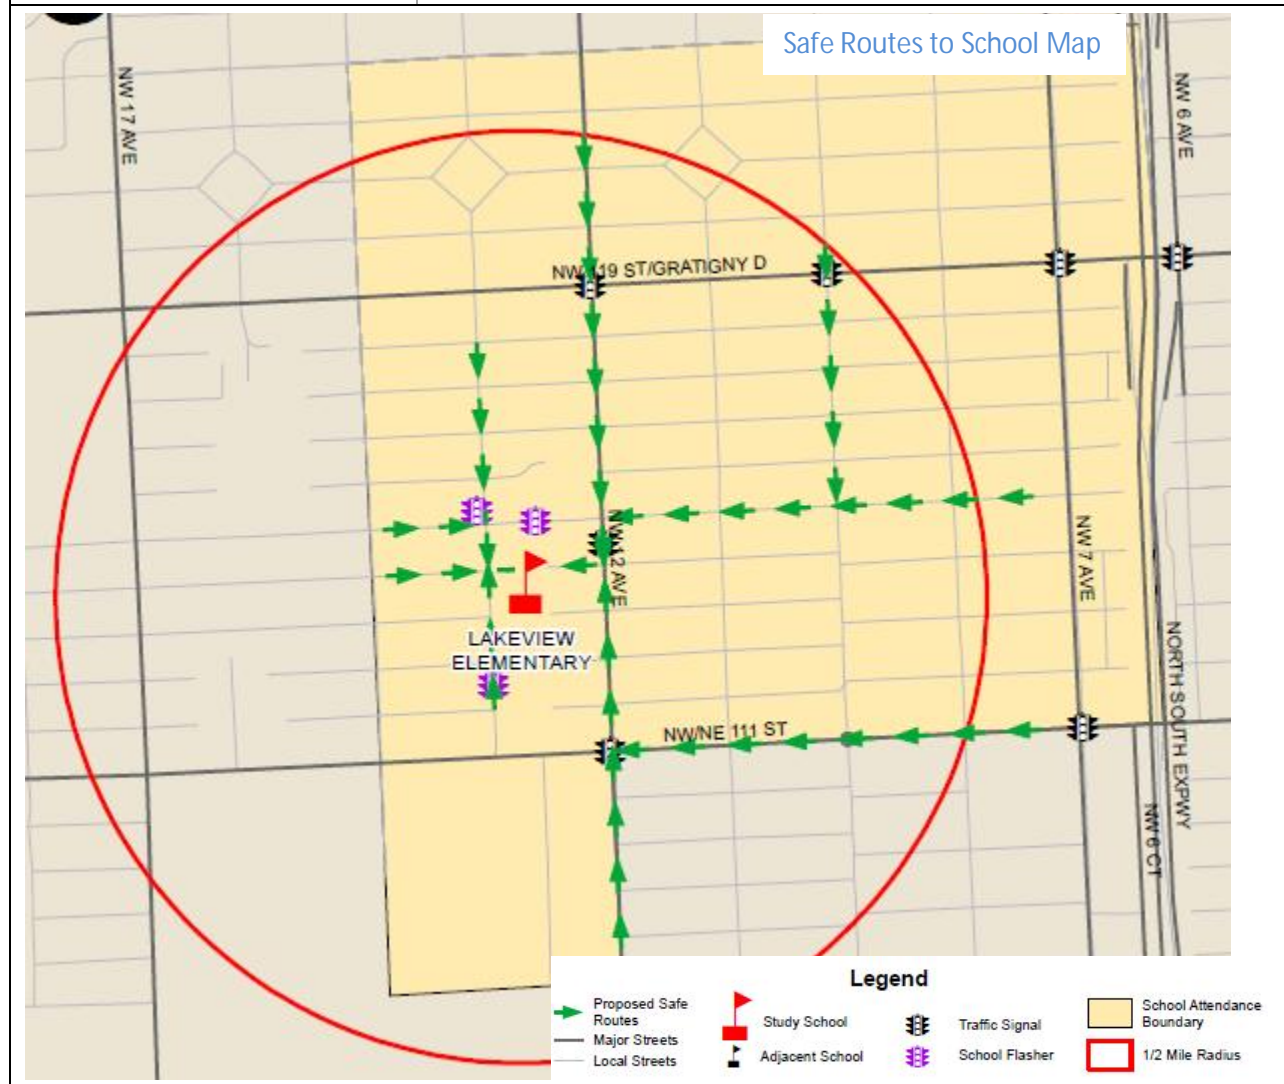 Safe Routes to School Map
NW 17 AVE
NW 6 AVE
NW 119 ST/GRATIGNY D
NW 12 AVE
NW 7 AVE
LAKEVIEW
ELEMENTARY
NORTH SOUTH EXPWY
NW/NE 111 ST
NW 6 CT
Legend
Proposed Safe
Routes
Major Streets
Local Streets
Study School
Adjacent School
Traffic Signal
School Flasher
School Attendance
Boundary
1/2 Mile Radius